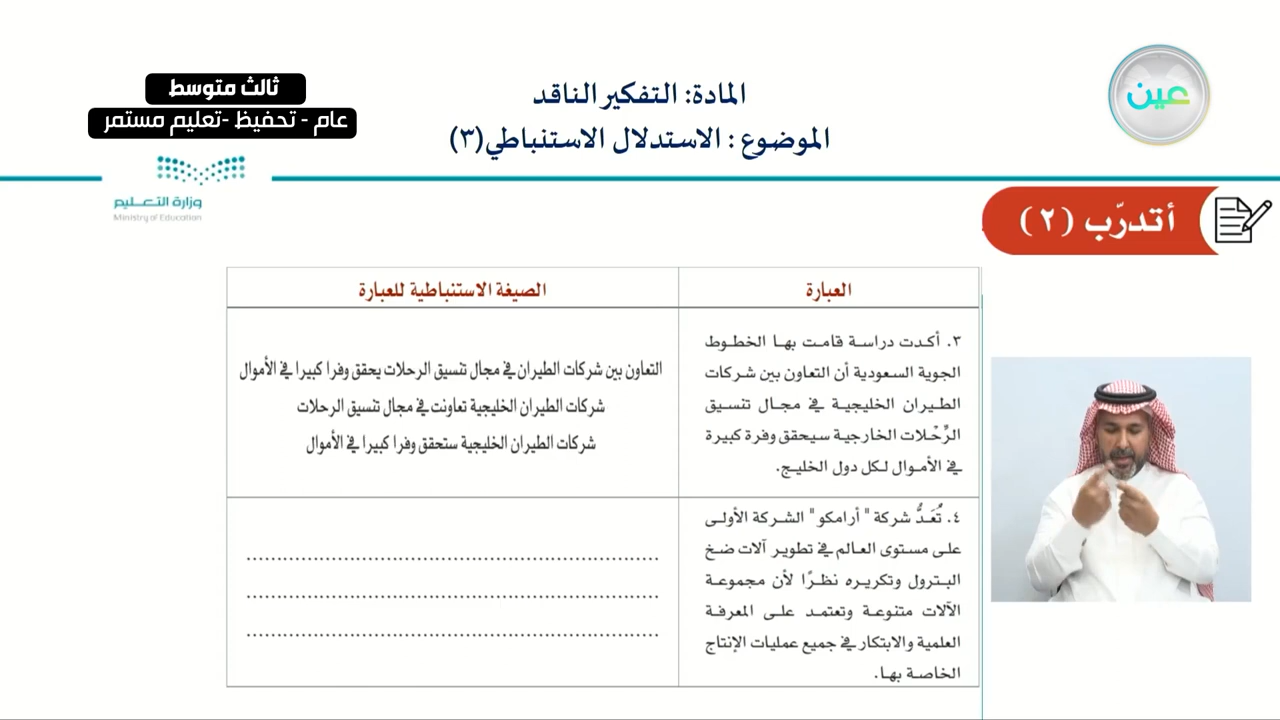 ثالث متوسط
عام - تحفيظ -تعليم مستمر
المادة: التفكير الناقد
الموضوع : الاستدلال الاستنباطي(٣)
عين
وزارة التعليم
Ministry of Education
أتدرّب (٢)
العبارة
الصيغة الاستنباطية للعبارة
٣. أكدت دراسة قامت بها الخطوط
الجوية السعودية أن التعاون بين شركات
الطيران الخليجية في مجال تنسيق
الرِّحْلات الخارجية سيحقق وفرة كبيرة
في الأموال لكل دول الخليج.
التعاون بين شركات الطيران في مجال تنسيق الرحلات يحقق وفرا كبيرا في الأموال
شركات الطيران الخليجية تعاونت في مجال تنسيق الرحلات
شركات الطيران الخليجية ستحقق وفرا كبيرا في الأموال
٤. تُعَدُّ شركة "أرامكو" الشركة الأولى
على مستوى العالم في تطوير آلات ضخ
البترول وتكريره نظرًا لأن مجموعة
الآلات متنوعة وتعتمد على المعرفة
العلمية والابتكار في جميع عمليات الإنتاج
الخاصة بها.